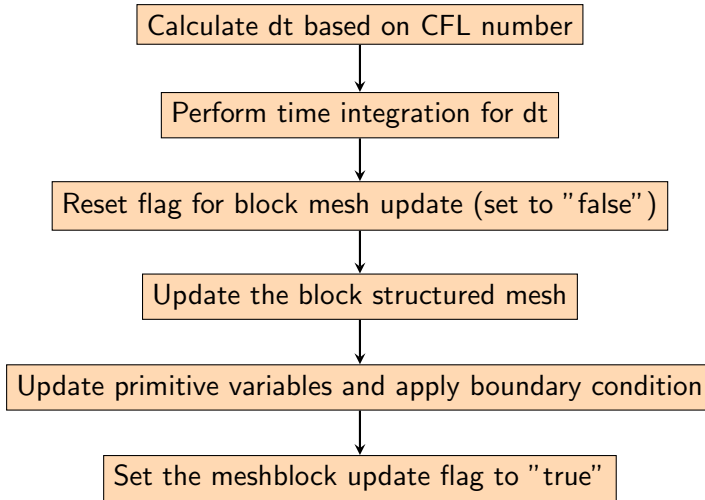 Calculate dt based on CFL number
Perform time integration for dt
Reset flag for block mesh update (set to ”false”)
Update the block structured mesh
Update primitive variables and apply boundary condition
Set the meshblock update flag to ”true”